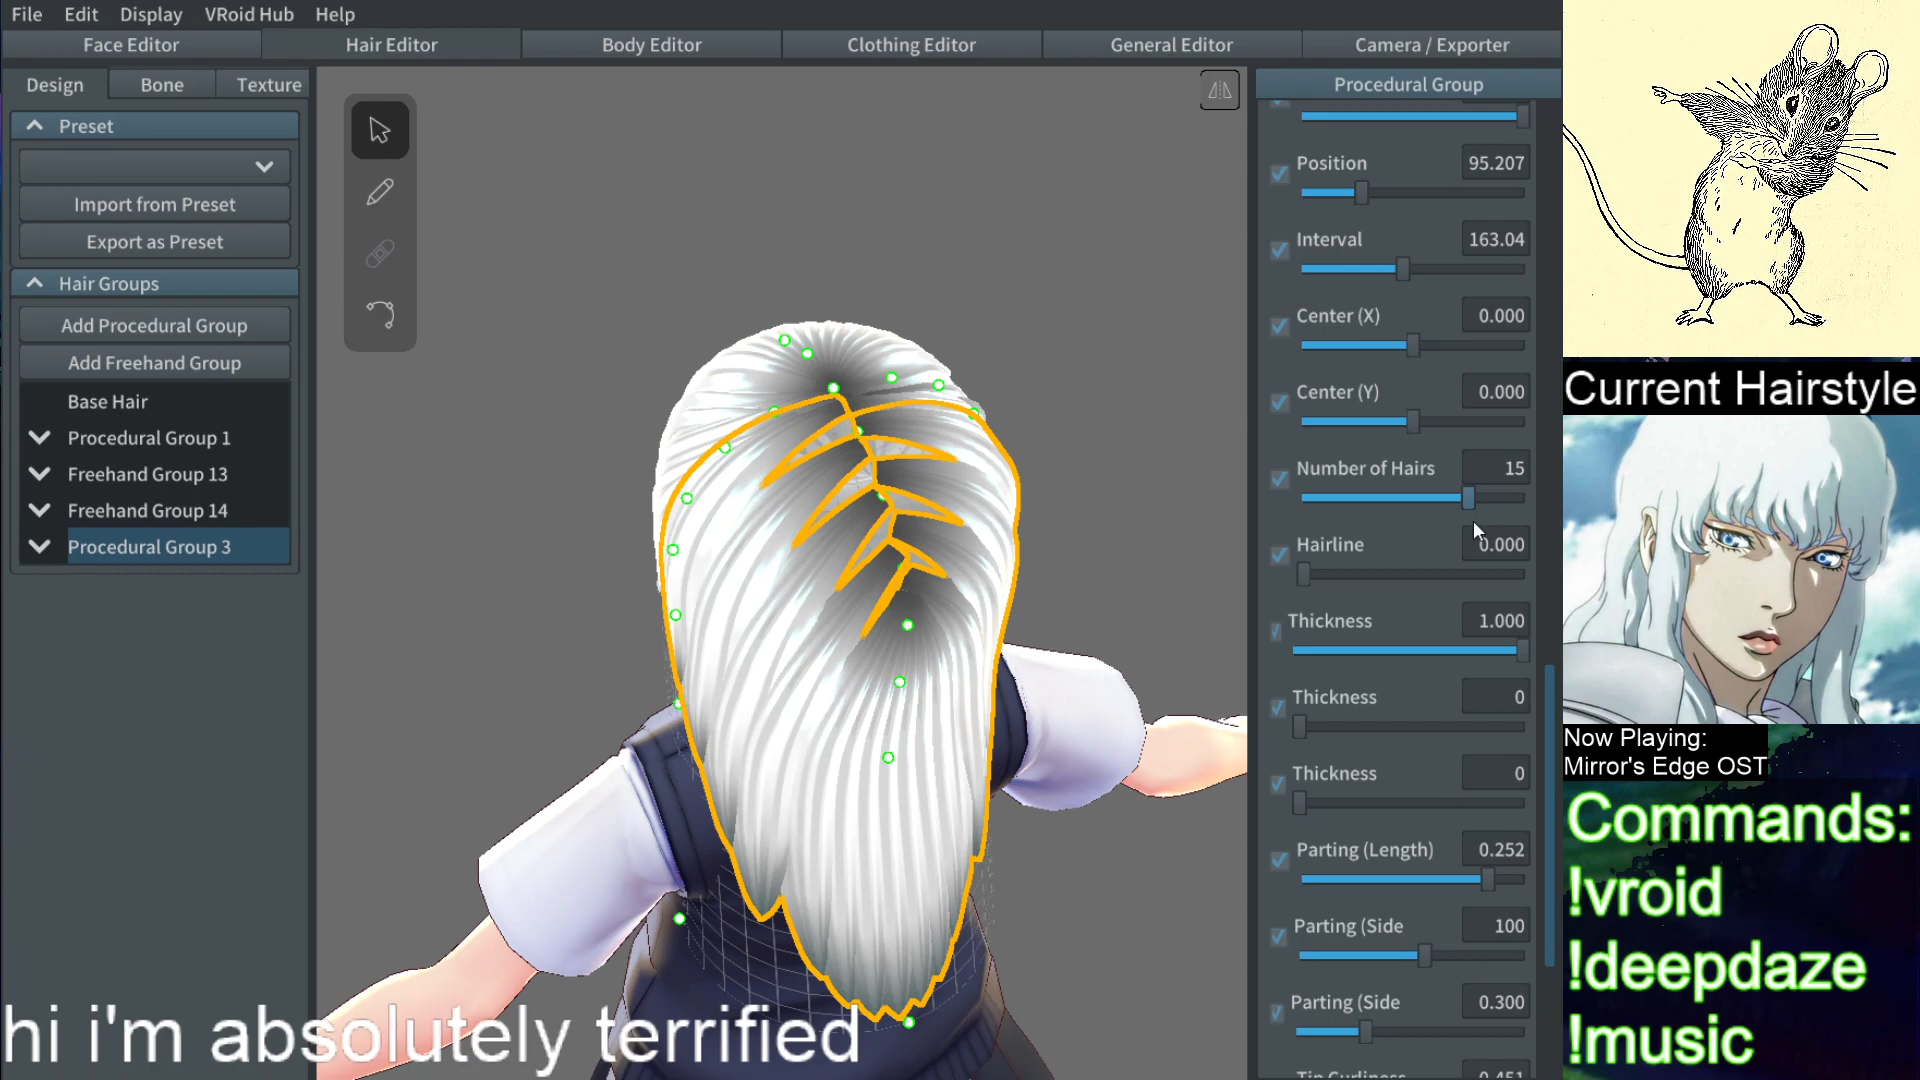 File Edit Display VRoid Hub Help
Face Editor Hair Editor Body Editor Clothing Editor General Editor Camera / Exporter
Design Bone Texture
Preset
Import from Preset
Export as Preset
Hair Groups
Add Procedural Group
Add Freehand Group
Base Hair
Procedural Group 1
Freehand Group 13
Freehand Group 14
Procedural Group 3
hi i'm absolutely terrified
Procedural Group
Position 95.207
Interval 163.04
Center (X) 0.000
Center (Y) 0.000
Number of Hairs 15
Hairline 0.000
Thickness 1.000
Thickness 0
Thickness 0
Parting (Length) 0.252
Parting (Side 100
Parting (Side 0.300
Tip Curliness 0.451
Current Hairstyle
Now Playing:
Mirror's Edge OST
Commands:
!vroid
!deepdaze
!music